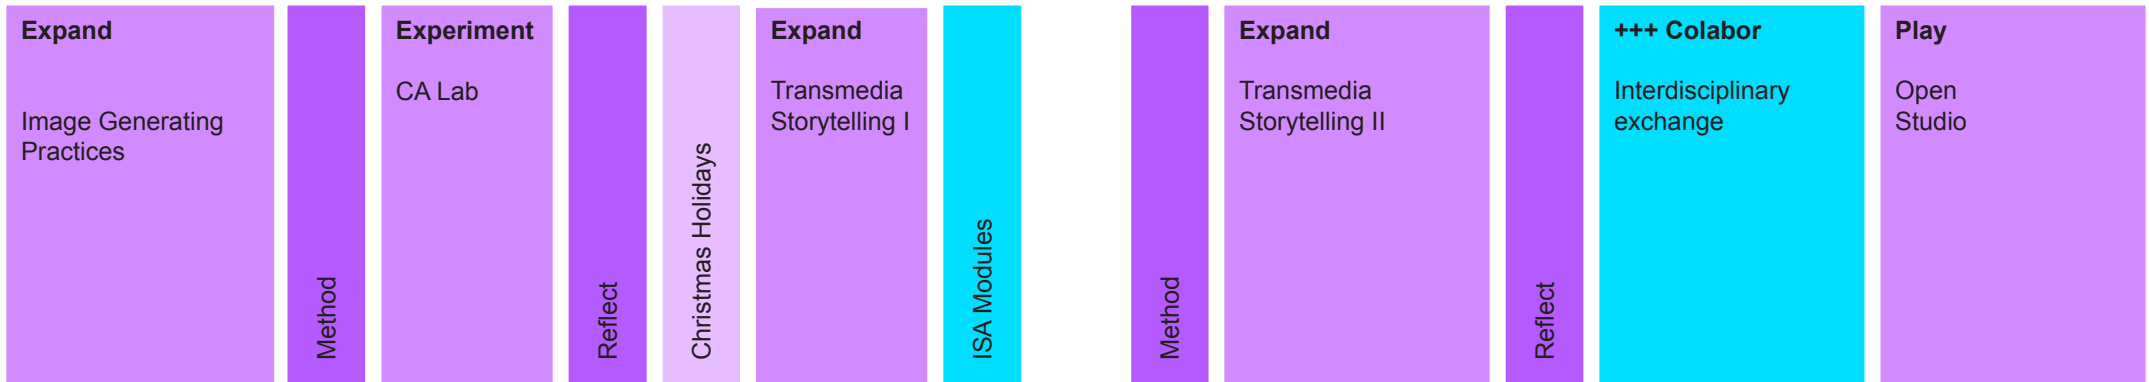 Expand
Image Generating
Practices
Method
Experiment
CA Lab
Reflect
Christmas Holidays
Expand
Transmedia
Storytelling I
ISA Modules
Method
Expand
Transmedia
Storytelling II
Reflect
+++ Colabor
Interdisciplinary
exchange
Play
Open
Studio